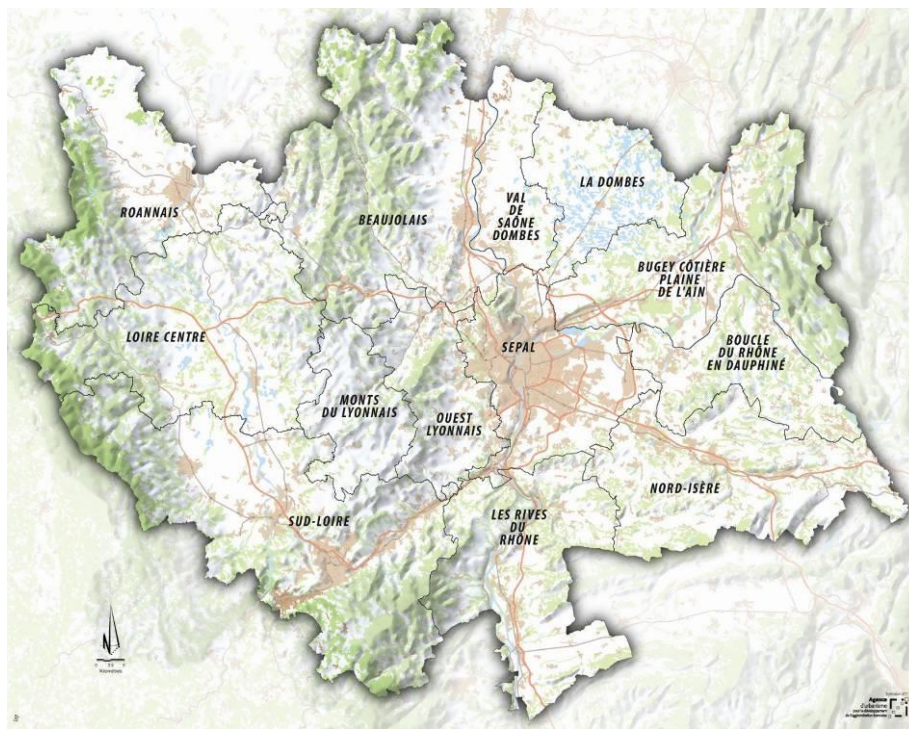 LA DOMBES
ROANNAIS
BEAUJOLAIS
VAL
DE
SAÔNE
DOMBES
BUGEY CÔTIÈRE
PLAINE
DE L'AIN
LOIRE CENTRE
SEPAL
BOUCLE
DU RHÔNE
EN DAUPHINÉ
MONTS
DU LYONNAIS
OUEST
LYONNAIS
NORD-ISÈRE
SUD-LOIRE
LES RIVES
DU
RHÔNE
Kilomètres
Agence
d'urbanisme